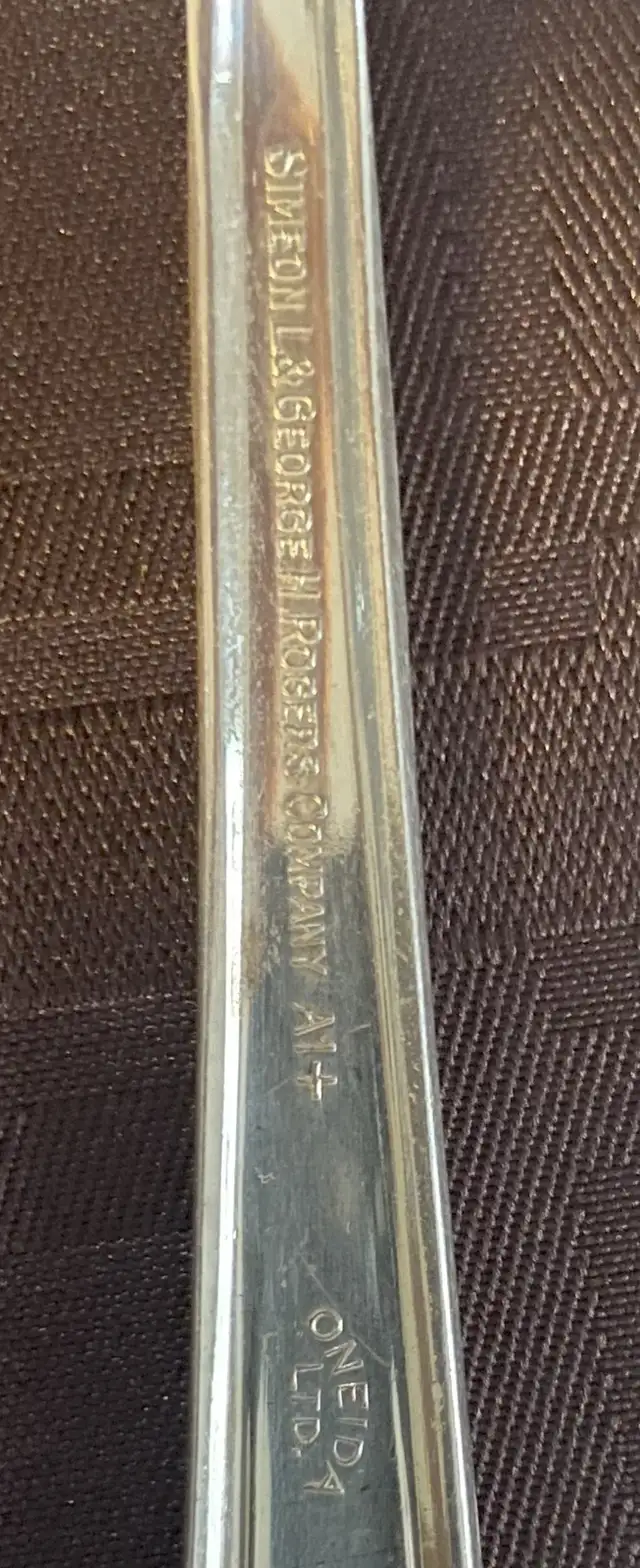 SIMEON L & GEORGE H ROGERS COMPANY A1+
ONEIDA
LTD.